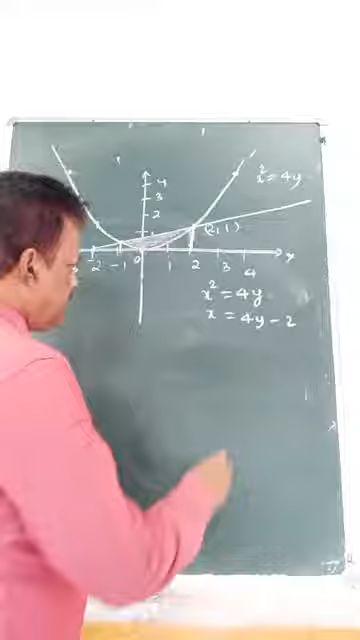 x² = 4y
4
3
2
1
(2, 1)
-2 -1 0 1 2 3 4 x
x² = 4y
x = 4y - 2